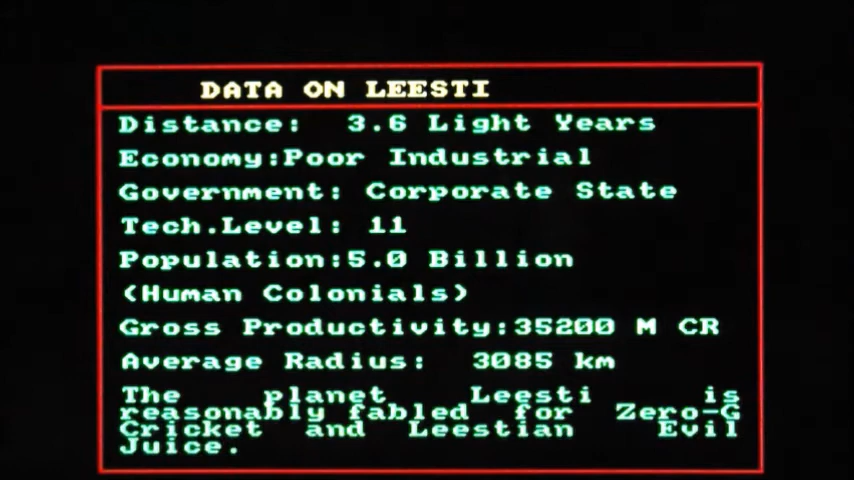 DATA ON LEESTI
Distance: 3.6 Light Years
Economy:Poor Industrial
Government: Corporate State
Tech.Level: 11
Population:5.0 Billion
(Human Colonials)
Gross Productivity:35200 M CR
Average Radius: 3085 km
The planet Leesti is
reasonably fabled for Zero-G
Cricket and Leestian Evil
Juice.